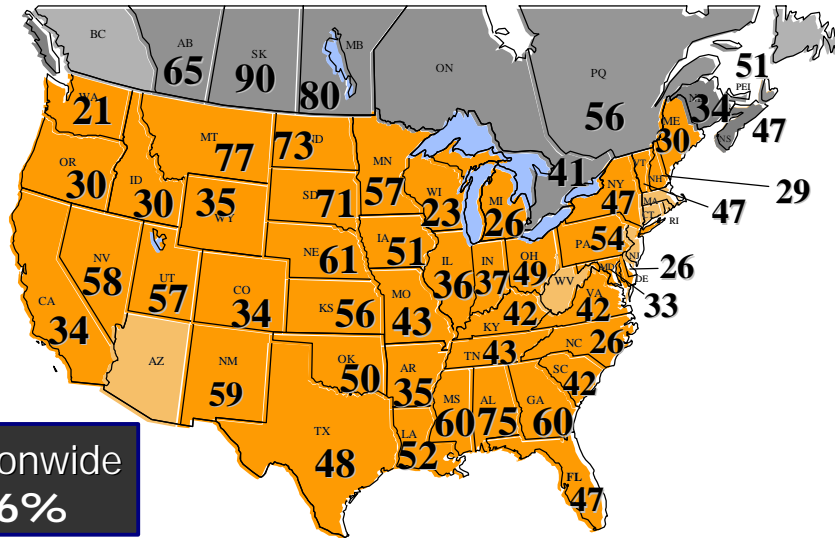 BC
AB
65
SK
90
MB
80
ON
PQ
56
51
PEI
34
NS
47
WA
21
MT
77
ND
73
MN
57
ME
30
OR
30
ID
30
35
WY
SD
71
WI
23
MI
26
41
NY
47
VT
NH
29
MA
CT
RI
47
NV
58
UT
57
CO
34
NE
61
IA
51
IL
36
IN
37
OH
49
PA
54
NJ
26
MD
DE
33
CA
34
AZ
NM
59
KS
56
MO
43
KY
42
WV
VA
42
OK
50
AR
35
TN
43
NC
26
SC
42
TX
48
LA
52
MS
60
AL
75
GA
60
FL
47
onwide
6%